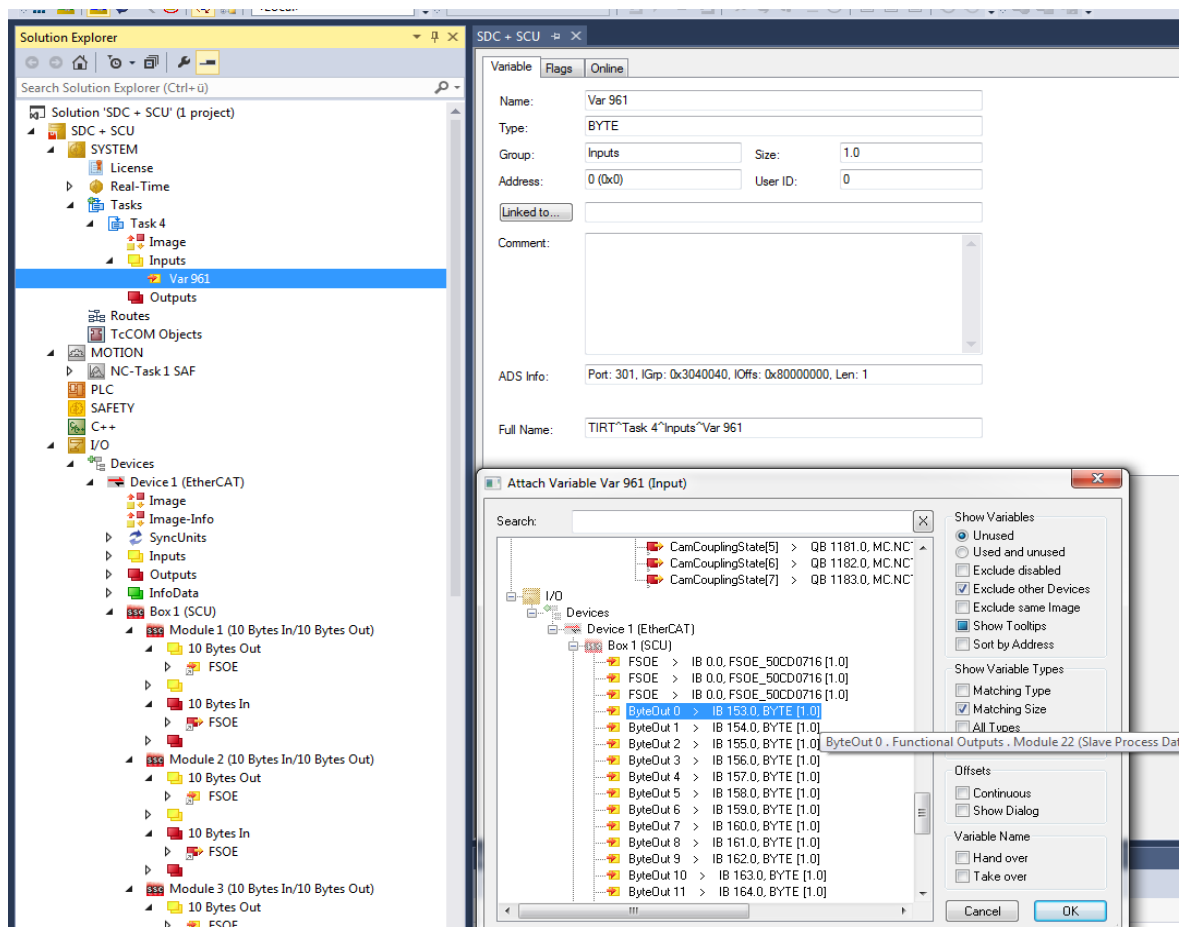 <Local>
Solution Explorer
Search Solution Explorer (Ctrl+ü)
Solution 'SDC + SCU' (1 project)
SDC + SCU
SYSTEM
License
Real-Time
Tasks
Task 4
Image
Inputs
Var 961
Outputs
Routes
TcCOM Objects
MOTION
NC-Task 1 SAF
PLC
SAFETY
C++
I/O
Devices
Device 1 (EtherCAT)
Image
Image-Info
SyncUnits
Inputs
Outputs
InfoData
Box 1 (SCU)
Module 1 (10 Bytes In/10 Bytes Out)
10 Bytes Out
FSOE
10 Bytes In
FSOE
Module 2 (10 Bytes In/10 Bytes Out)
10 Bytes Out
FSOE
10 Bytes In
FSOE
Module 3 (10 Bytes In/10 Bytes Out)
10 Bytes Out
FSOE
SDC + SCU
Variable Flags Online
Name: Var 961
Type: BYTE
Group: Inputs Size: 1.0
Address: 0 (0x0) User ID: 0
Linked to...
Comment:
ADS Info: Port: 301, IGrp: 0x3040040, IOffs: 0x80000000, Len: 1
Full Name: TIRT^Task 4^Inputs^Var 961
Attach Variable Var 961 (Input)
Search:
CamCouplingState[5] > QB 1181.0, MC.NCT
CamCouplingState[6] > QB 1182.0, MC.NCT
CamCouplingState[7] > QB 1183.0, MC.NCT
I/O
Devices
Device 1 (EtherCAT)
Box 1 (SCU)
FSOE > IB 0.0, FSOE_50CD0716 [1.0]
FSOE > IB 0.0, FSOE_50CD0716 [1.0]
FSOE > IB 0.0, FSOE_50CD0716 [1.0]
ByteOut 0 > IB 153.0, BYTE [1.0]
ByteOut 1 > IB 154.0, BYTE [1.0]
ByteOut 2 > IB 155.0, BYTE [1.0]
ByteOut 3 > IB 156.0, BYTE [1.0]
ByteOut 4 > IB 157.0, BYTE [1.0]
ByteOut 5 > IB 158.0, BYTE [1.0]
ByteOut 6 > IB 159.0, BYTE [1.0]
ByteOut 7 > IB 160.0, BYTE [1.0]
ByteOut 8 > IB 161.0, BYTE [1.0]
ByteOut 9 > IB 162.0, BYTE [1.0]
ByteOut 10 > IB 163.0, BYTE [1.0]
ByteOut 11 > IB 164.0, BYTE [1.0]
ByteOut 0 . Functional Outputs . Module 22 (Slave Process Dat
Show Variables
Unused
Used and unused
Exclude disabled
Exclude other Devices
Exclude same Image
Show Tooltips
Sort by Address
Show Variable Types
Matching Type
Matching Size
All Types
Offsets
Continuous
Show Dialog
Variable Name
Hand over
Take over
Cancel OK